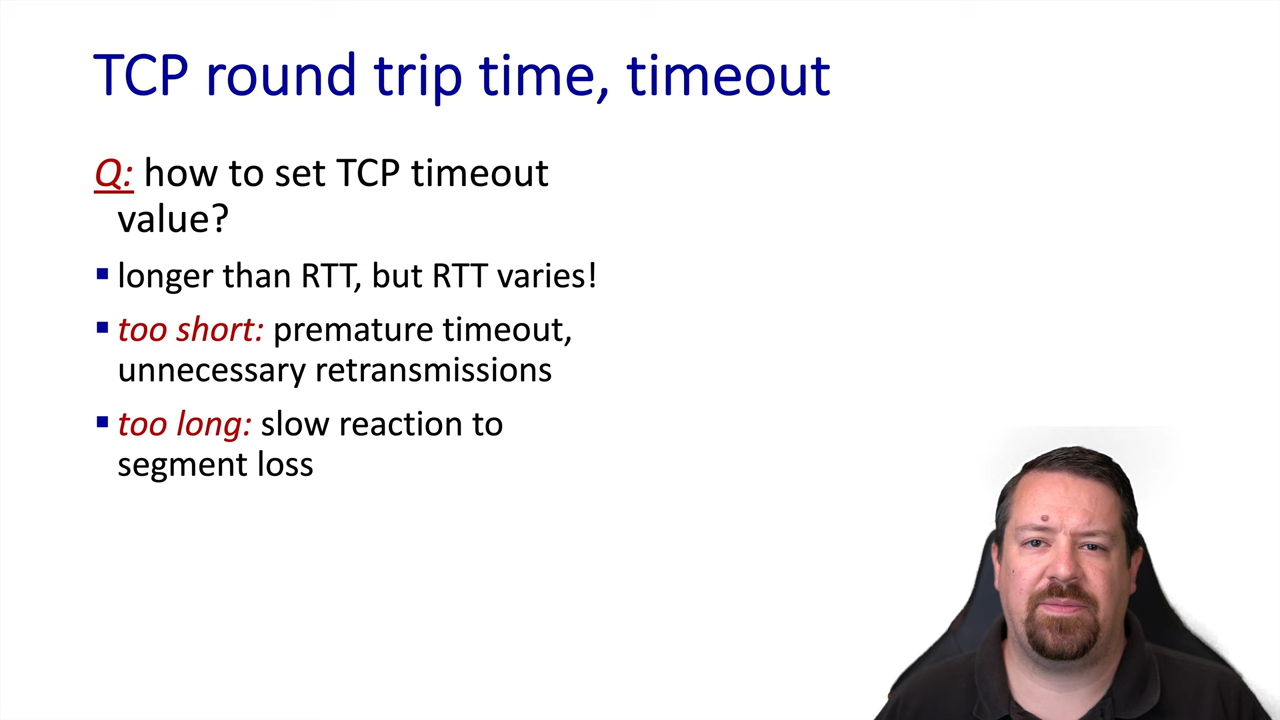 TCP round trip time, timeout
Q: how to set TCP timeout
value?
longer than RTT, but RTT varies!
too short: premature timeout,
unnecessary retransmissions
too long: slow reaction to
segment loss